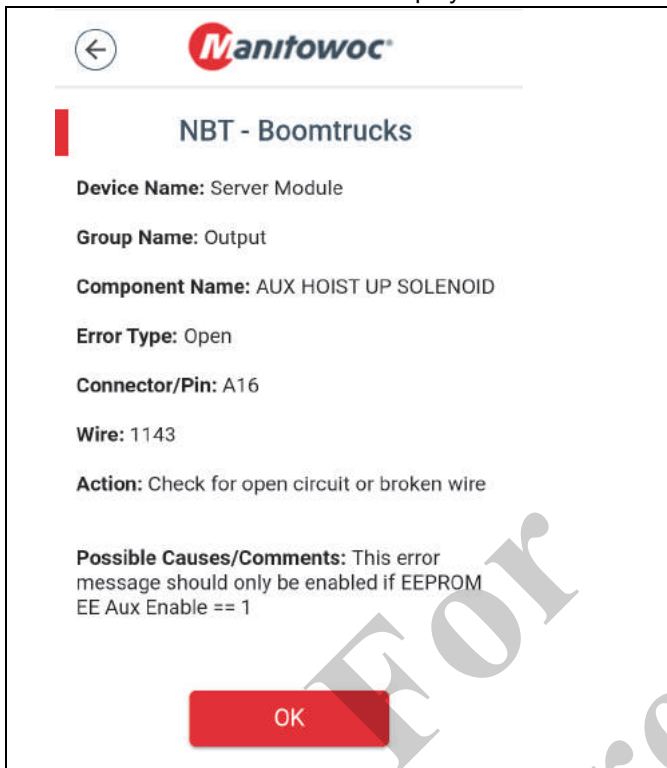 Manitowoc
NBT - Boomtrucks
Device Name: Server Module
Group Name: Output
Component Name: AUX HOIST UP SOLENOID
Error Type: Open
Connector/Pin: A16
Wire: 1143
Action: Check for open circuit or broken wire
Possible Causes/Comments: This error
message should only be enabled if EEPROM
EE Aux Enable == 1
OK
For